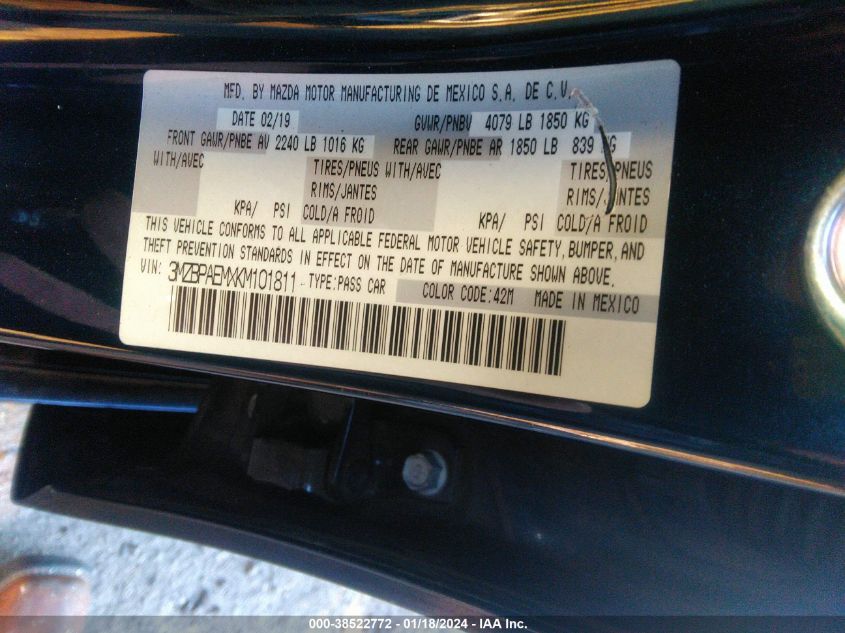 MFD. BY MAZDA MOTOR MANUFACTURING DE MEXICO S.A. DE C.V.
DATE 02/19 GVWR/PNBV 4079 LB 1850 KG
FRONT GAWR/PNBE AV 2240 LB 1016 KG REAR GAWR/PNBE AR 1850 LB 839 KG
WITH/AVEC TIRES/PNEUS WITH/AVEC TIRES/PNEUS
RIMS/JANTES RIMS/JANTES
KPA/ PSI COLD/A FROID KPA/ PSI COLD/A FROID
THIS VEHICLE CONFORMS TO ALL APPLICABLE FEDERAL MOTOR VEHICLE SAFETY, BUMPER, AND
THEFT PREVENTION STANDARDS IN EFFECT ON THE DATE OF MANUFACTURE SHOWN ABOVE.
VIN: 3MZBPAEMXKM101811 TYPE:PASS CAR COLOR CODE:42M MADE IN MEXICO
000-38522772 - 01/18/2024 - IAA Inc.